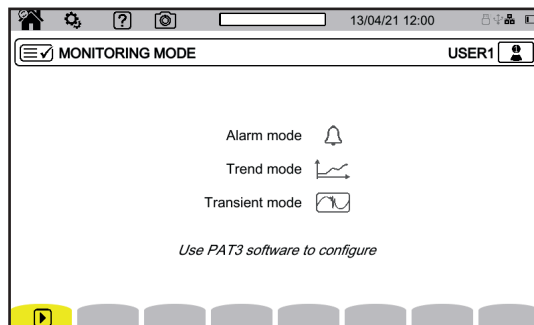 ? 13/04/21 12:00
MONITORING MODE USER1
Alarm mode
Trend mode
Transient mode
Use PAT3 software to configure